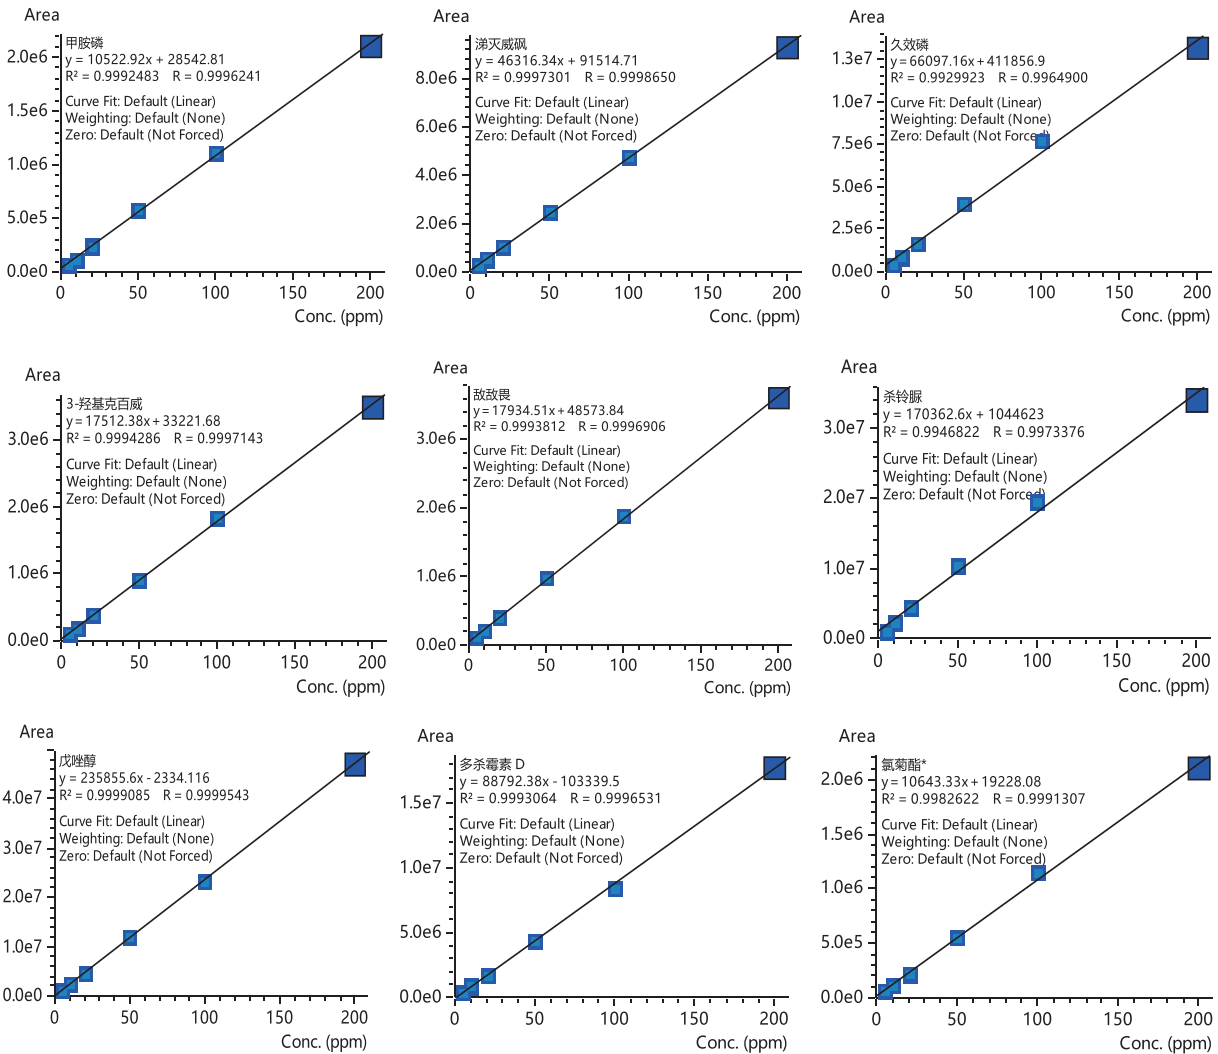 Area
甲胺磷
y = 10522.92x + 28542.81
R² = 0.9992483 R = 0.9996241
Curve Fit: Default (Linear)
Weighting: Default (None)
Zero: Default (Not Forced)
2.0e6
1.5e6
1.0e6
5.0e5
0.0e0
0 50 100 150 200
Conc. (ppm)
Area
涕灭威砜
y = 46316.34x + 91514.71
R² = 0.9997301 R = 0.9998650
Curve Fit: Default (Linear)
Weighting: Default (None)
Zero: Default (Not Forced)
8.0e6
6.0e6
4.0e6
2.0e6
0.0e0
0 50 100 150 200
Conc. (ppm)
Area
久效磷
y = 66097.16x + 411856.9
R² = 0.9929923 R = 0.9964900
Curve Fit: Default (Linear)
Weighting: Default (None)
Zero: Default (Not Forced)
1.3e7
1.0e7
7.5e6
5.0e6
2.5e6
0.0e0
0 50 100 150 200
Conc. (ppm)
Area
3-羟基克百威
y = 17512.38x + 33221.68
R² = 0.9994286 R = 0.9997143
Curve Fit: Default (Linear)
Weighting: Default (None)
Zero: Default (Not Forced)
3.0e6
2.0e6
1.0e6
0.0e0
0 50 100 150 200
Conc. (ppm)
Area
敌敌畏
y = 17934.51x + 48573.84
R² = 0.9993812 R = 0.9996906
Curve Fit: Default (Linear)
Weighting: Default (None)
Zero: Default (Not Forced)
3.0e6
2.0e6
1.0e6
0.0e0
0 50 100 150 200
Conc. (ppm)
Area
杀铃脲
y = 170362.6x + 1044623
R² = 0.9946822 R = 0.9973376
Curve Fit: Default (Linear)
Weighting: Default (None)
Zero: Default (Not Forced)
3.0e7
2.0e7
1.0e7
0.0e0
0 50 100 150 200
Conc. (ppm)
Area
戊唑醇
y = 235855.6x - 2334.116
R² = 0.9999085 R = 0.9999543
Curve Fit: Default (Linear)
Weighting: Default (None)
Zero: Default (Not Forced)
4.0e7
3.0e7
2.0e7
1.0e7
0.0e0
0 50 100 150 200
Conc. (ppm)
Area
多杀霉素 D
y = 88792.38x - 103339.5
R² = 0.9993064 R = 0.9996531
Curve Fit: Default (Linear)
Weighting: Default (None)
Zero: Default (Not Forced)
1.5e7
1.0e7
5.0e6
0.0e0
0 50 100 150 200
Conc. (ppm)
Area
氯菊酯*
y = 10643.33x + 19228.08
R² = 0.9982622 R = 0.9991307
Curve Fit: Default (Linear)
Weighting: Default (None)
Zero: Default (Not Forced)
2.0e6
1.5e6
1.0e6
5.0e5
0.0e0
0 50 100 150 200
Conc. (ppm)